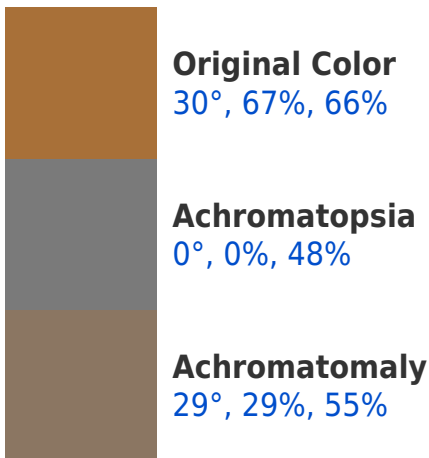 Original Color
30°, 67%, 66%
Achromatopsia
0°, 0%, 48%
Achromatomaly
29°, 29%, 55%